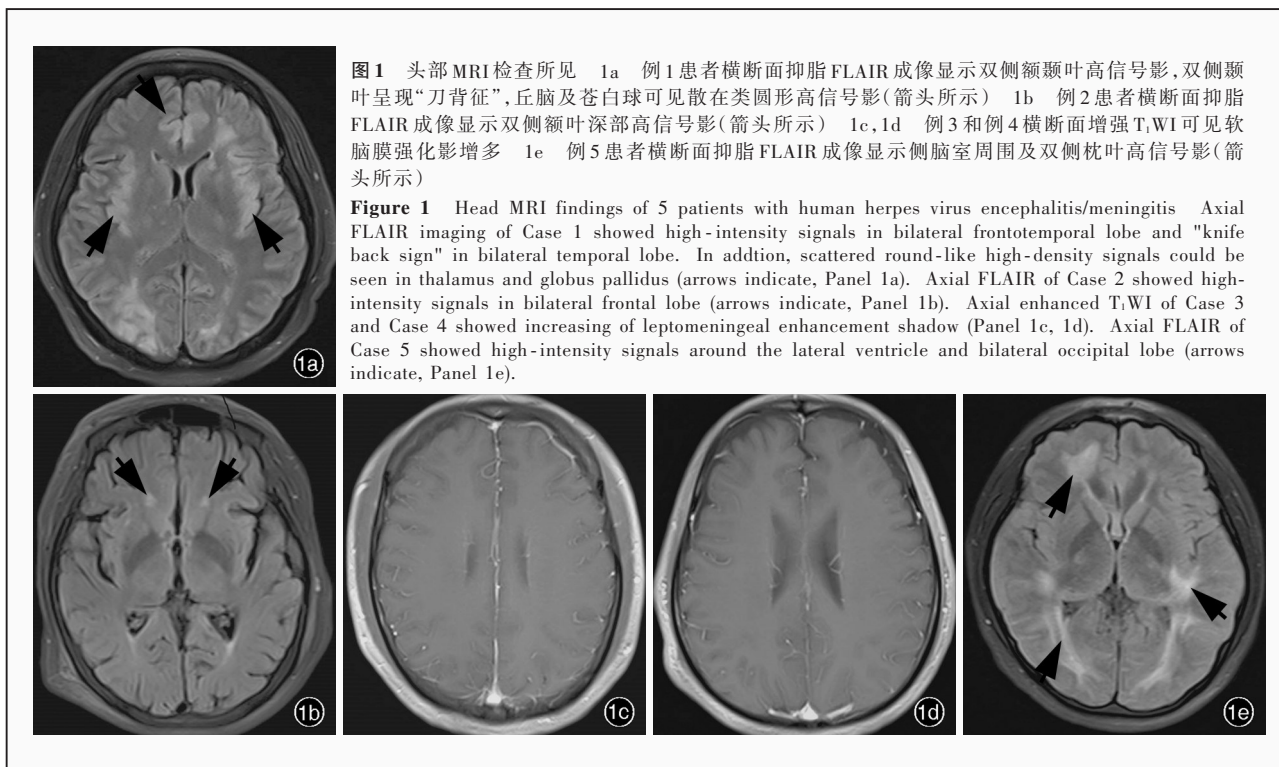 图1 头部MRI检查所见 1a 例1患者横断面抑脂FLAIR成像显示双侧额颞叶高信号影,双侧颞
叶呈现“刀背征”,丘脑及苍白球可见散在类圆形高信号影(箭头所示) 1b 例2患者横断面抑脂
FLAIR成像显示双侧额叶深部高信号影(箭头所示) 1c,1d 例3和例4横断面增强T₁WI可见软
脑膜强化影增多 1e 例5患者横断面抑脂FLAIR成像显示侧脑室周围及双侧枕叶高信号影(箭
头所示)
Figure 1 Head MRI findings of 5 patients with human herpes virus encephalitis/meningitis Axial
FLAIR imaging of Case 1 showed high-intensity signals in bilateral frontotemporal lobe and "knife
back sign" in bilateral temporal lobe. In addtion, scattered round-like high-density signals could be
seen in thalamus and globus pallidus (arrows indicate, Panel 1a). Axial FLAIR of Case 2 showed high-
intensity signals in bilateral frontal lobe (arrows indicate, Panel 1b). Axial enhanced T₁WI of Case 3
and Case 4 showed increasing of leptomeningeal enhancement shadow (Panel 1c, 1d). Axial FLAIR of
Case 5 showed high-intensity signals around the lateral ventricle and bilateral occipital lobe (arrows
indicate, Panel 1e).
1a
1b
1c
1d
1e